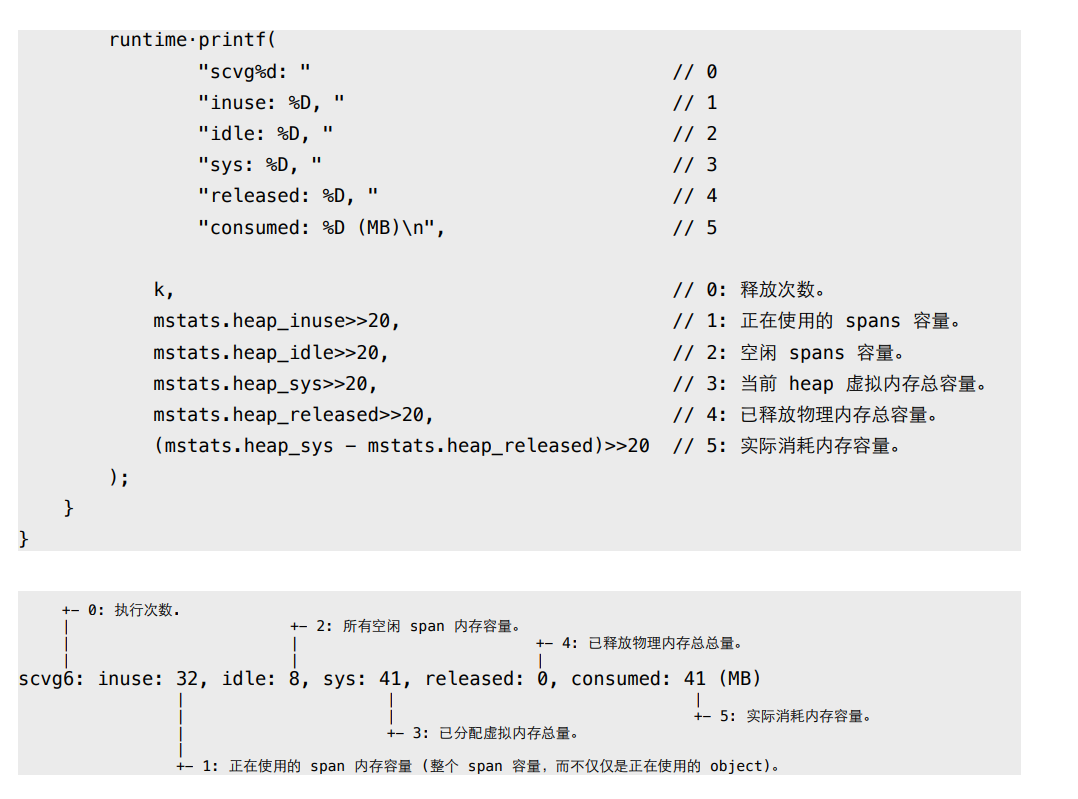 runtime·printf(
"scvg%d: " // 0
"inuse: %D, " // 1
"idle: %D, " // 2
"sys: %D, " // 3
"released: %D, " // 4
"consumed: %D (MB)\n", // 5
k, // 0: 释放次数。
mstats.heap_inuse>>20, // 1: 正在使用的 spans 容量。
mstats.heap_idle>>20, // 2: 空闲 spans 容量。
mstats.heap_sys>>20, // 3: 当前 heap 虚拟内存总容量。
mstats.heap_released>>20, // 4: 已释放物理内存总容量。
(mstats.heap_sys - mstats.heap_released)>>20 // 5: 实际消耗内存容量。
);
}
}
+- 0: 执行次数.
| +- 2: 所有空闲 span 内存容量。
| | +- 4: 已释放物理内存总总量。
| | |
scvg6: inuse: 32, idle: 8, sys: 41, released: 0, consumed: 41 (MB)
| | |
| | +- 5: 实际消耗内存容量。
| +- 3: 已分配虚拟内存总量。
|
+- 1: 正在使用的 span 内存容量 (整个 span 容量，而不仅仅是正在使用的 object)。